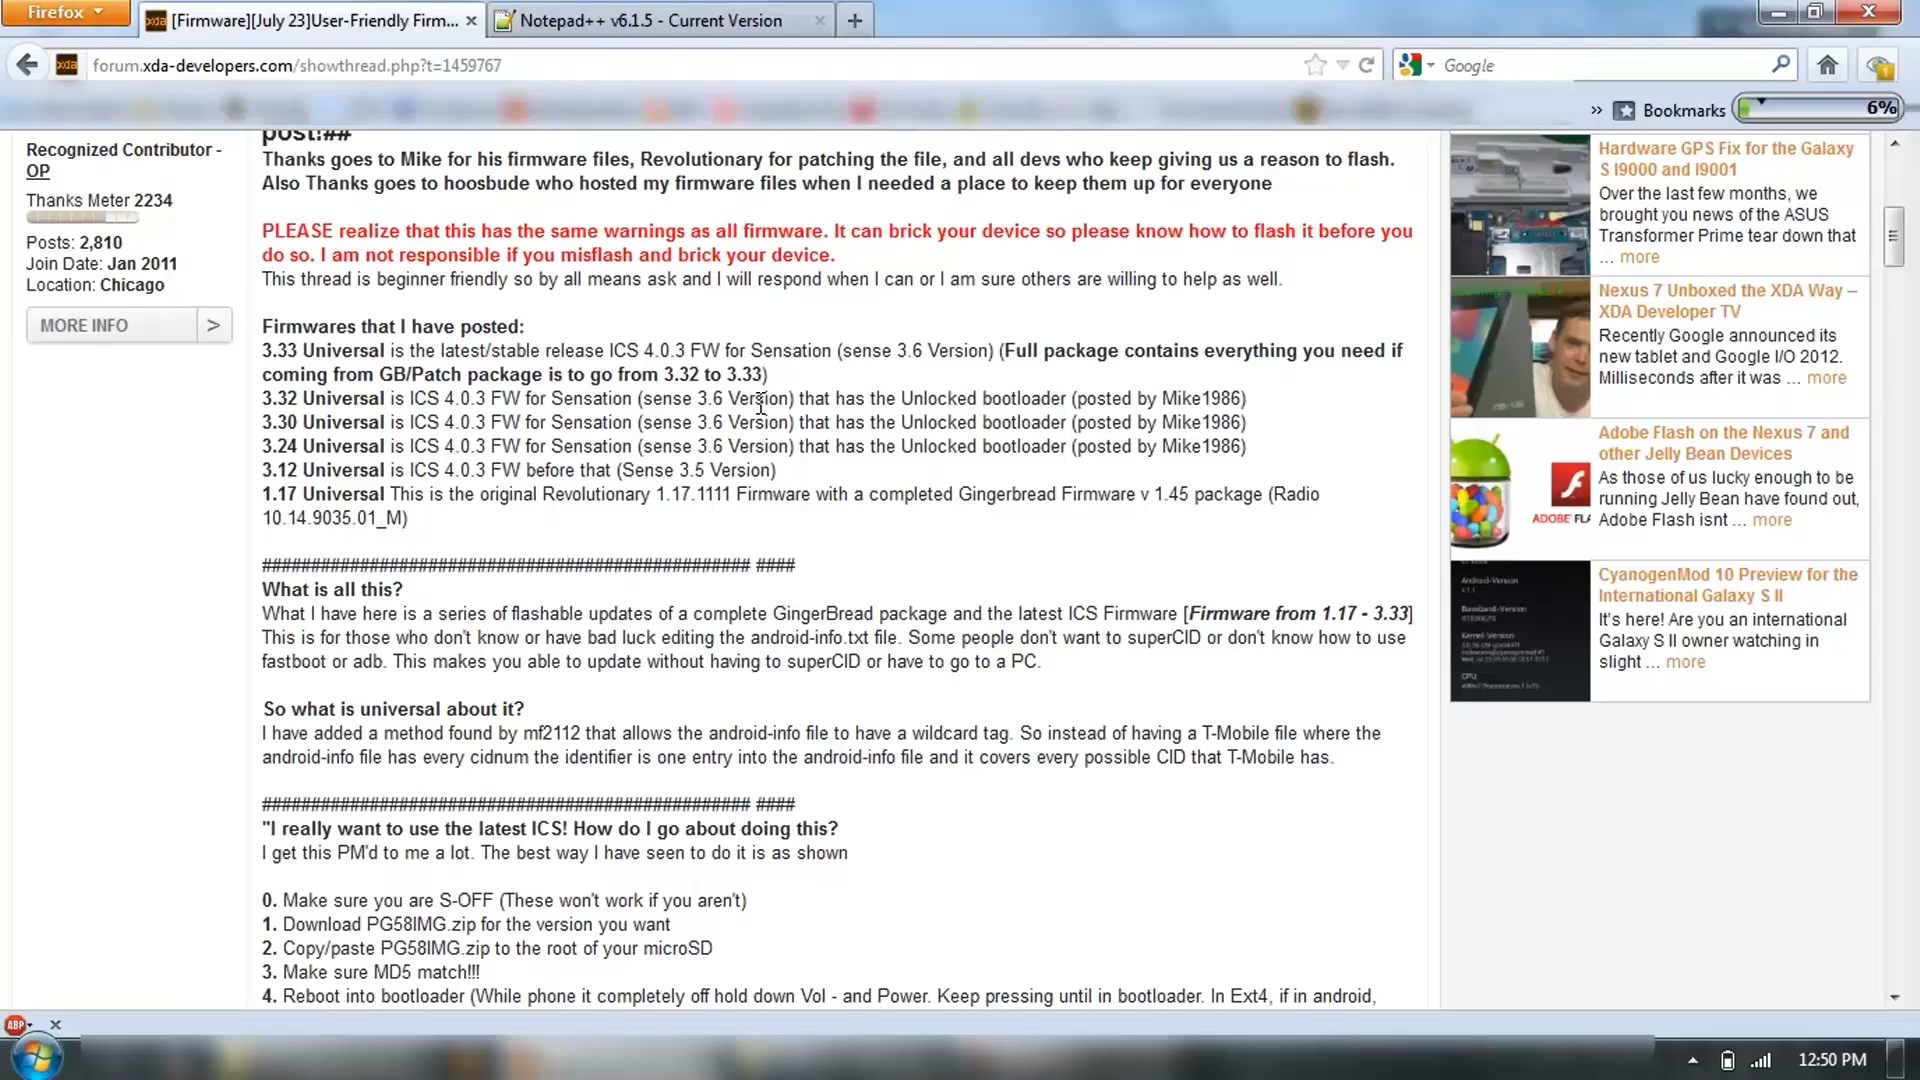 Firefox
[Firmware][July 23]User-Friendly Firm...
Notepad++ v6.1.5 - Current Version
forum.xda-developers.com/showthread.php?t=1459767
Google
Bookmarks
6%
post!##
Recognized Contributor -
OP
Thanks Meter 2234
Posts: 2,810
Join Date: Jan 2011
Location: Chicago
MORE INFO >
Thanks goes to Mike for his firmware files, Revolutionary for patching the file, and all devs who keep giving us a reason to flash.
Also Thanks goes to hoosbude who hosted my firmware files when I needed a place to keep them up for everyone
PLEASE realize that this has the same warnings as all firmware. It can brick your device so please know how to flash it before you
do so. I am not responsible if you misflash and brick your device.
This thread is beginner friendly so by all means ask and I will respond when I can or I am sure others are willing to help as well.
Firmwares that I have posted:
3.33 Universal is the latest/stable release ICS 4.0.3 FW for Sensation (sense 3.6 Version) (Full package contains everything you need if
coming from GB/Patch package is to go from 3.32 to 3.33)
3.32 Universal is ICS 4.0.3 FW for Sensation (sense 3.6 Version) that has the Unlocked bootloader (posted by Mike1986)
3.30 Universal is ICS 4.0.3 FW for Sensation (sense 3.6 Version) that has the Unlocked bootloader (posted by Mike1986)
3.24 Universal is ICS 4.0.3 FW for Sensation (sense 3.6 Version) that has the Unlocked bootloader (posted by Mike1986)
3.12 Universal is ICS 4.0.3 FW before that (Sense 3.5 Version)
1.17 Universal This is the original Revolutionary 1.17.1111 Firmware with a completed Gingerbread Firmware v 1.45 package (Radio
10.14.9035.01_M)
################################################## ####
What is all this?
What I have here is a series of flashable updates of a complete GingerBread package and the latest ICS Firmware [Firmware from 1.17 - 3.33]
This is for those who don't know or have bad luck editing the android-info.txt file. Some people don't want to superCID or don't know how to use
fastboot or adb. This makes you able to update without having to superCID or have to go to a PC.
So what is universal about it?
I have added a method found by mf2112 that allows the android-info file to have a wildcard tag. So instead of having a T-Mobile file where the
android-info file has every cidnum the identifier is one entry into the android-info file and it covers every possible CID that T-Mobile has.
################################################## ####
"I really want to use the latest ICS! How do I go about doing this?
I get this PM'd to me a lot. The best way I have seen to do it is as shown
0. Make sure you are S-OFF (These won't work if you aren't)
1. Download PG58IMG.zip for the version you want
2. Copy/paste PG58IMG.zip to the root of your microSD
3. Make sure MD5 match!!!
4. Reboot into bootloader (While phone it completely off hold down Vol - and Power. Keep pressing until in bootloader. In Ext4, if in android,
Hardware GPS Fix for the Galaxy
S I9000 and I9001
Over the last few months, we
brought you news of the ASUS
Transformer Prime tear down that
... more
Nexus 7 Unboxed the XDA Way –
XDA Developer TV
Recently Google announced its
new tablet and Google I/O 2012.
Milliseconds after it was ... more
ADOBE FLA
Adobe Flash on the Nexus 7 and
other Jelly Bean Devices
As those of us lucky enough to be
running Jelly Bean have found out,
Adobe Flash isnt ... more
Android-Version
Baseband-Version
Kernel-Version
CPU
CyanogenMod 10 Preview for the
International Galaxy S II
It's here! Are you an international
Galaxy S II owner watching in
slight ... more
ABP
12:50 PM